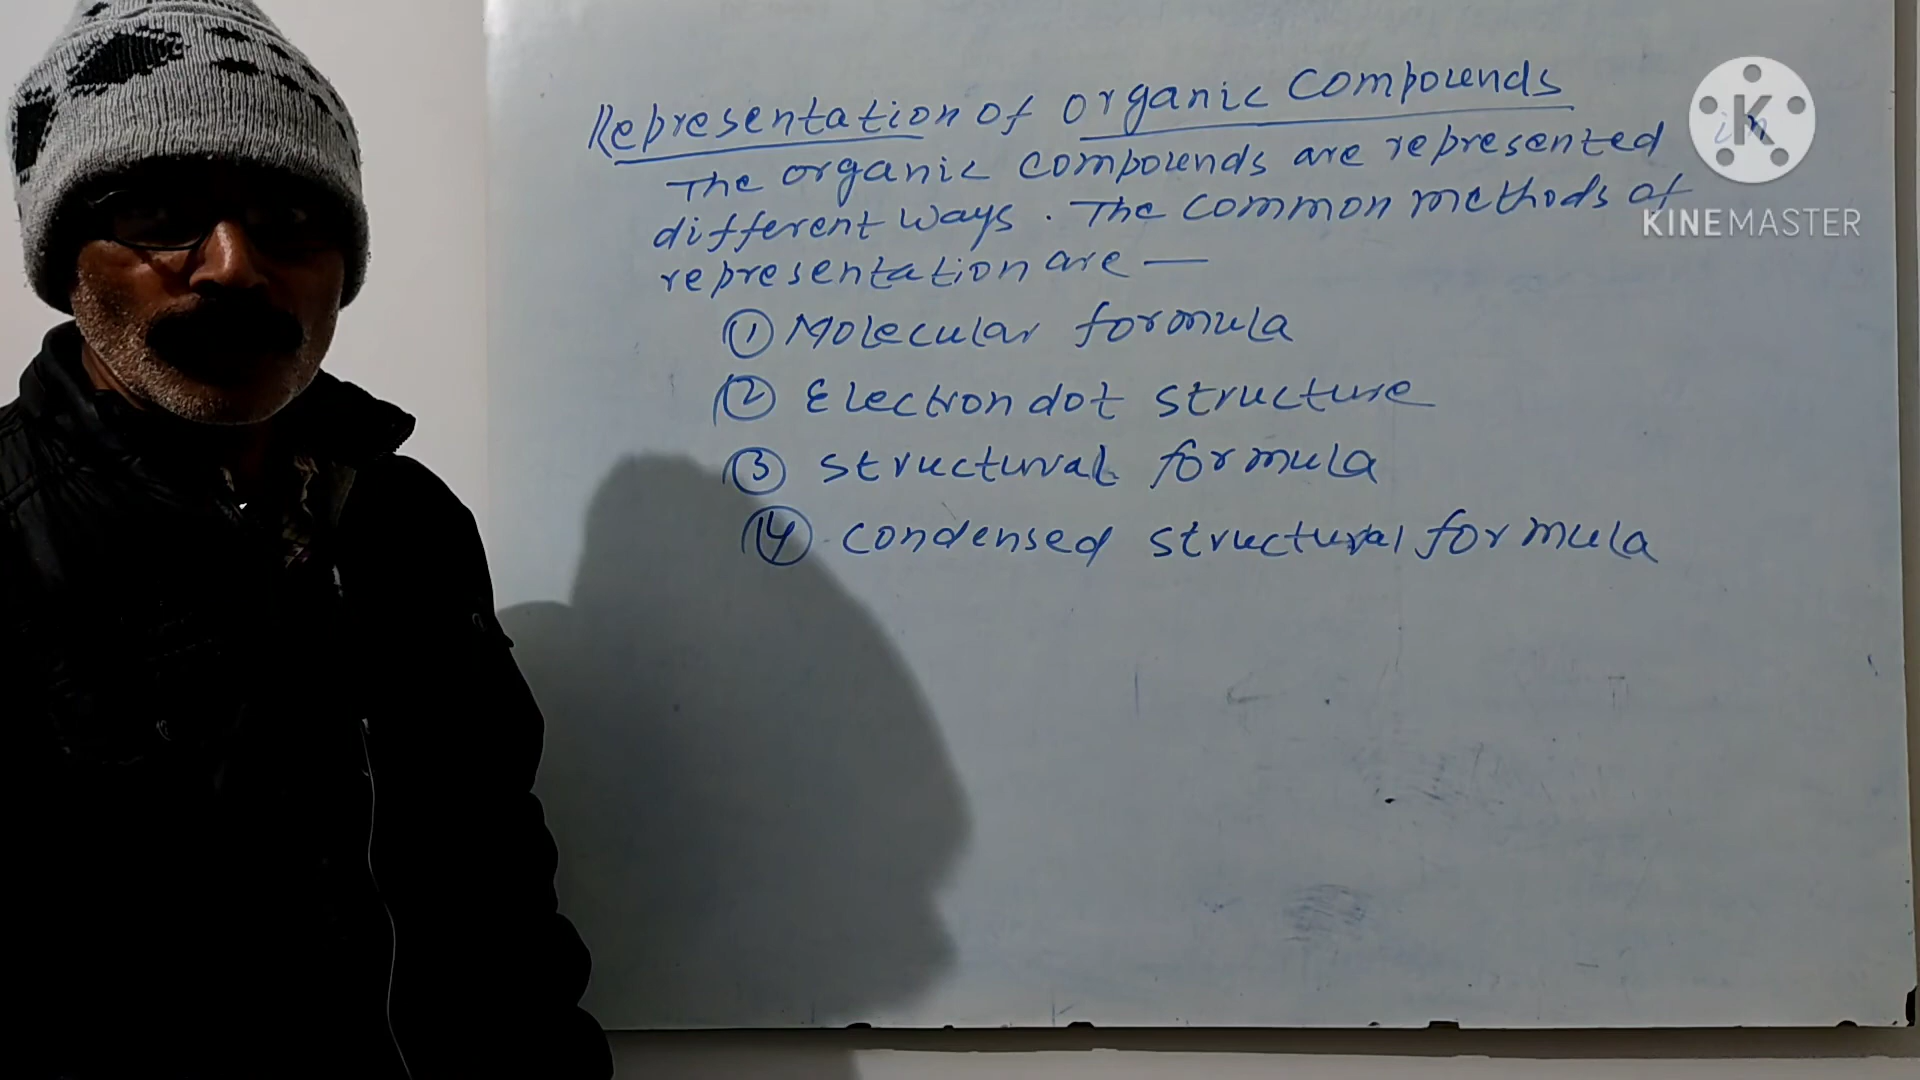 Representation of organic compounds
The organic compounds are represented in
different ways. The common methods of
representation are —
① Molecular formula
② Electron dot structure
③ structural formula
④ condensed structural formula
K
KINEMASTER